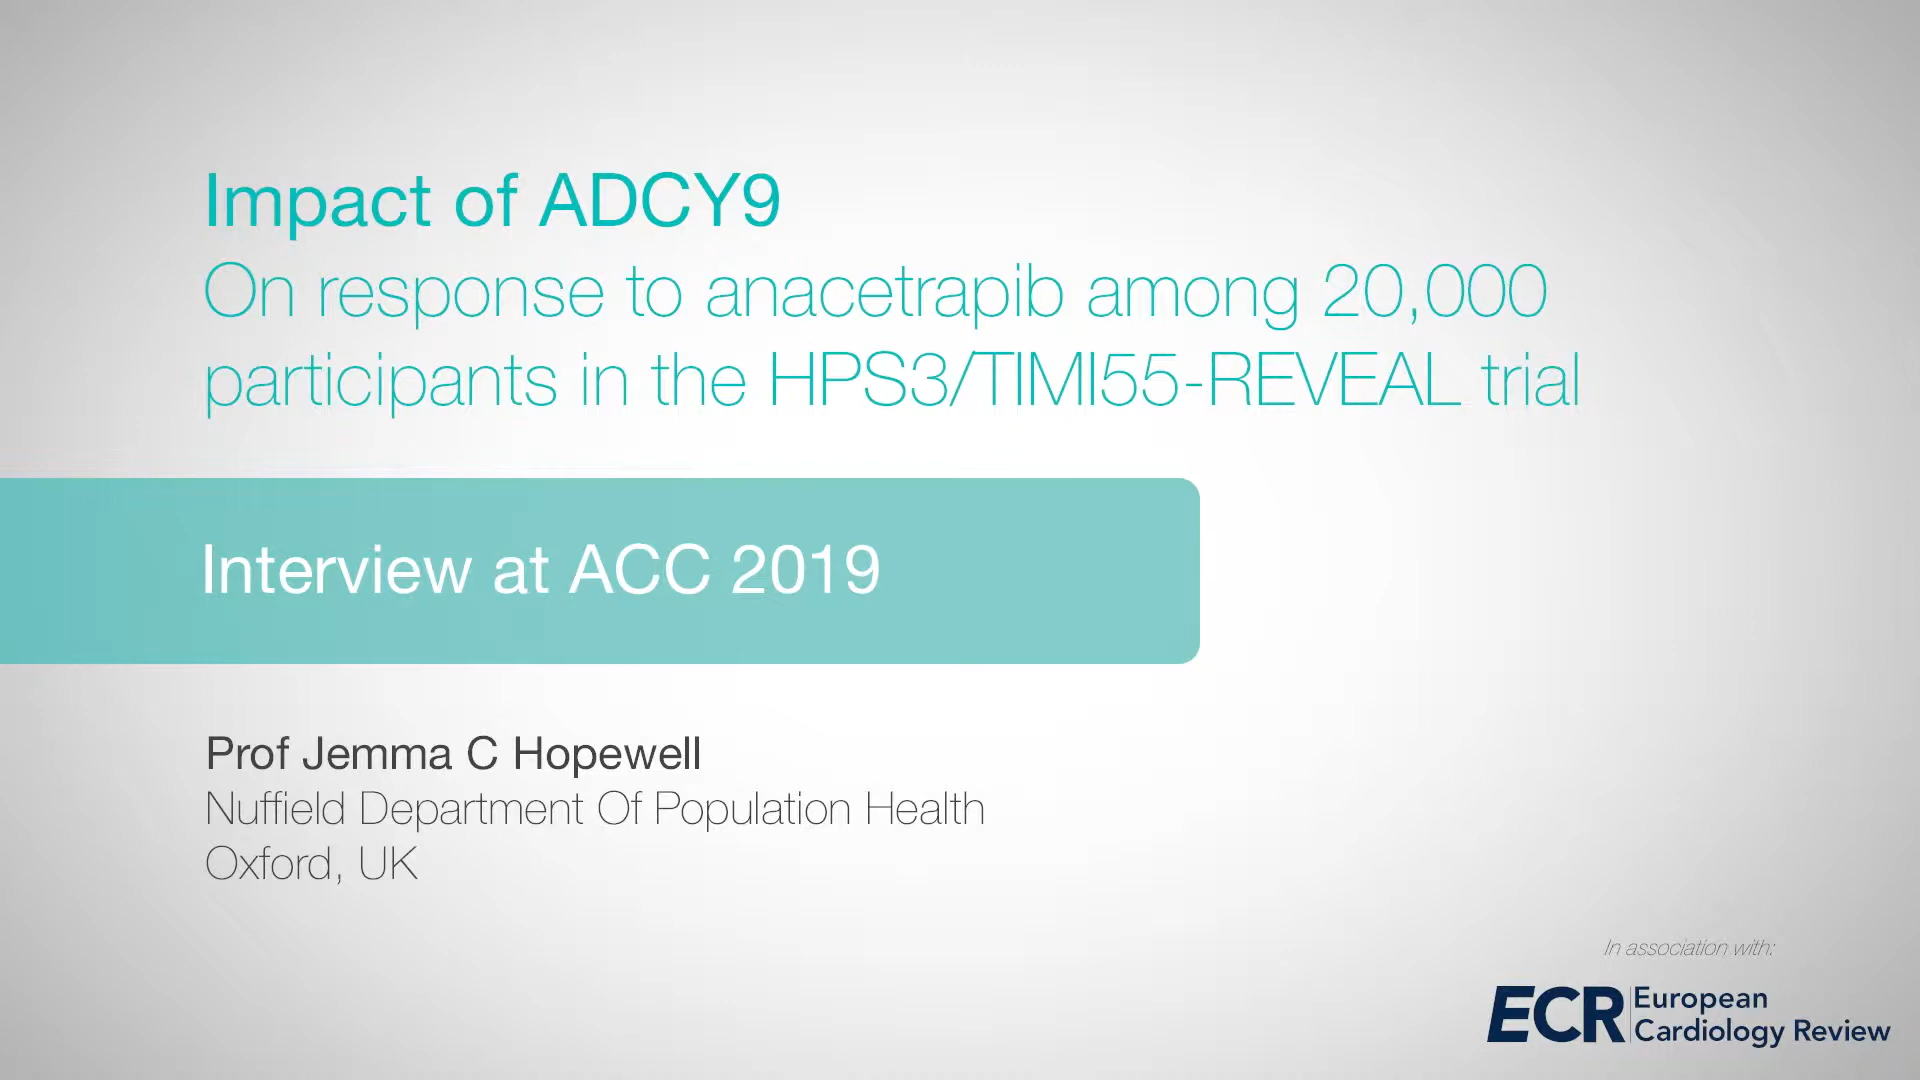 Impact of ADCY9
On response to anacetrapib among 20,000
participants in the HPS3/TIMI55-REVEAL trial
Interview at ACC 2019
Prof Jemma C Hopewell
Nuffield Department Of Population Health
Oxford, UK
In association with:
ECR European
Cardiology Review